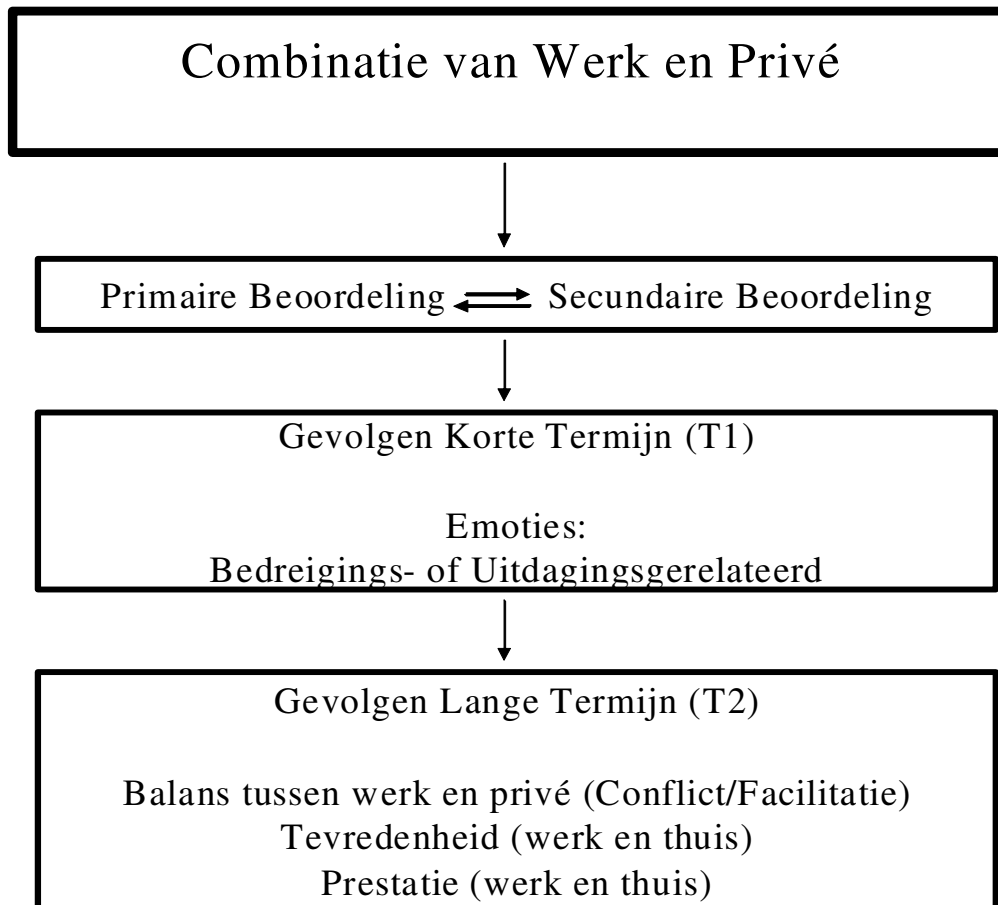 Combinatie van Werk en Privé
Primaire Beoordeling Secundaire Beoordeling
Gevolgen Korte Termijn (T1)
Emoties:
Bedreigings- of Uitdagingsgerelateerd
Gevolgen Lange Termijn (T2)
Balans tussen werk en privé (Conflict/Facilitatie)
Tevredenheid (werk en thuis)
Prestatie (werk en thuis)